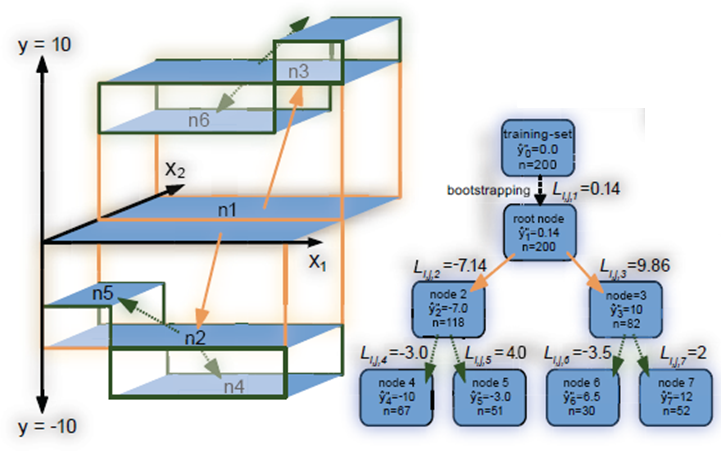 y = 10
n3
n6
x2
n1
x1
n5
n2
n4
y = -10
training-set
ŷ0=0.0
n=200
bootstrapping
Li,j,1=0.14
root node
ŷ1=0.14
n=200
Li,j,2=-7.14
Li,j,3=9.86
node 2
ŷ2=-7.0
n=118
node=3
ŷ3=10
n=82
Li,j,4=-3.0
Li,j,5=4.0
Li,j,6=-3.5
Li,j,7=2
node 4
ŷ4=-10
n=67
node 5
ŷ5=-3.0
n=51
node 6
ŷ6=6.5
n=30
node 7
ŷ7=12
n=52